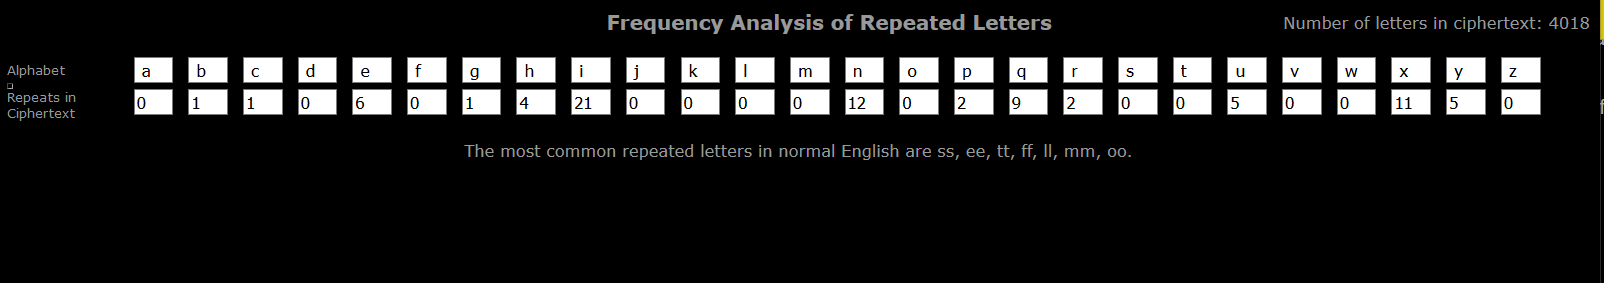 Frequency Analysis of Repeated Letters
Number of letters in ciphertext: 4018
Alphabet a b c d e f g h i j k l m n o p q r s t u v w x y z
Repeats in Ciphertext 0 1 1 0 6 0 1 4 21 0 0 0 0 12 0 2 9 2 0 0 5 0 0 11 5 0
The most common repeated letters in normal English are ss, ee, tt, ff, ll, mm, oo.